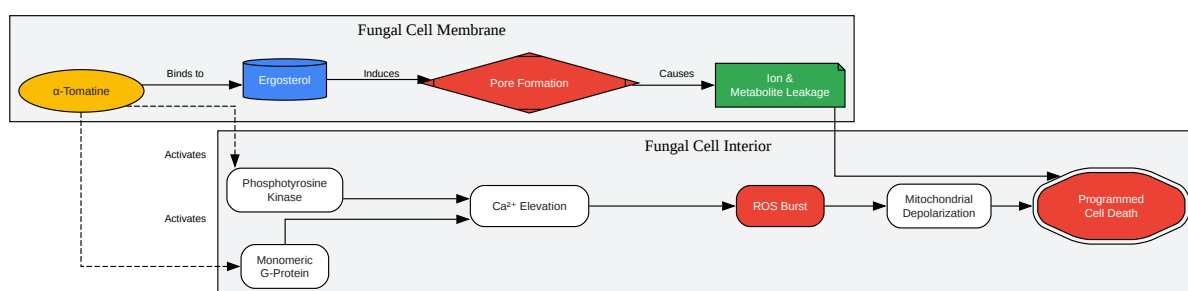 Fungal Cell Membrane
α-Tomatine
Binds to
Ergosterol
Induces
Pore Formation
Causes
Ion &
Metabolite Leakage
Fungal Cell Interior
Activates
Phosphotyrosine
Kinase
Activates
Monomeric
G-Protein
Ca²⁺ Elevation
ROS Burst
Mitochondrial
Depolarization
Programmed
Cell Death